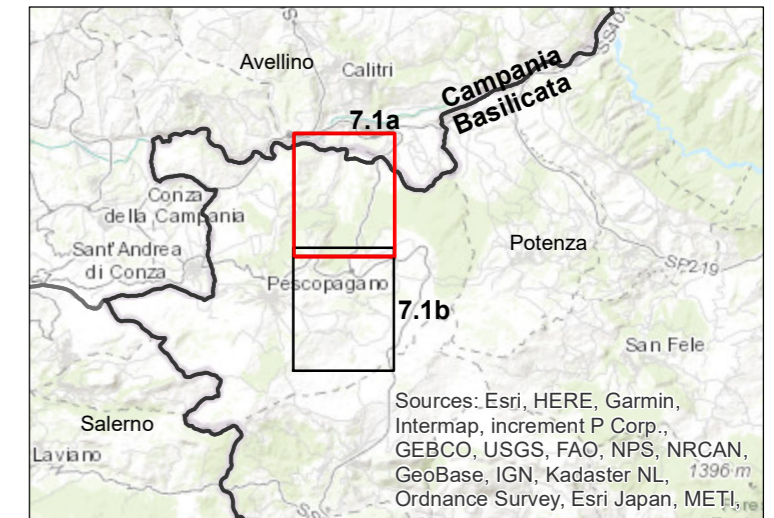 SS401
Avellino
Calitri
Campania
Basilicata
7.1a
Conza
della Campania
Potenza
Sant'Andrea
di Conza
SP219
Pescopagano
7.1b
San Fele
Salerno
Laviano
1396 m
Sources: Esri, HERE, Garmin,
Intermap, increment P Corp.,
GEBCO, USGS, FAO, NPS, NRCAN,
GeoBase, IGN, Kadaster NL,
Ordnance Survey, Esri Japan, METI,